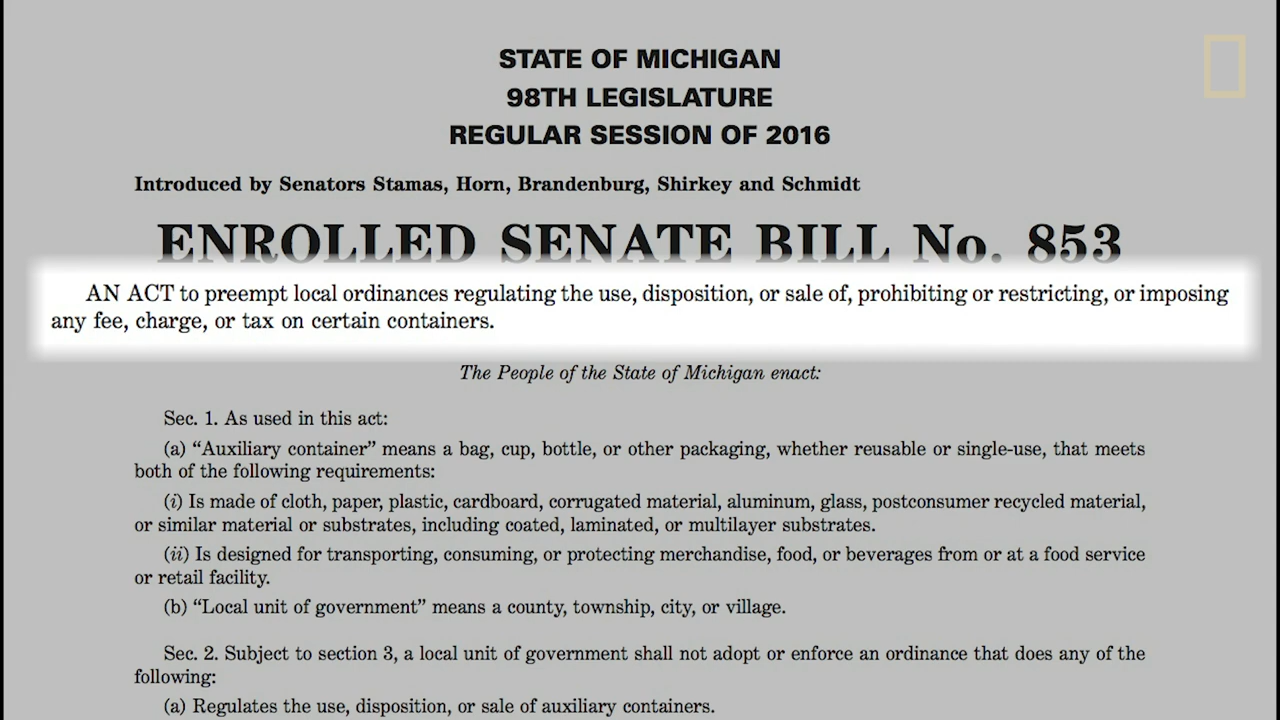 STATE OF MICHIGAN
98TH LEGISLATURE
REGULAR SESSION OF 2016
Introduced by Senators Stamas, Horn, Brandenburg, Shirkey and Schmidt
ENROLLED SENATE BILL No. 853
AN ACT to preempt local ordinances regulating the use, disposition, or sale of, prohibiting or restricting, or imposing
any fee, charge, or tax on certain containers.
The People of the State of Michigan enact:
Sec. 1. As used in this act:
(a) “Auxiliary container” means a bag, cup, bottle, or other packaging, whether reusable or single-use, that meets
both of the following requirements:
(i) Is made of cloth, paper, plastic, cardboard, corrugated material, aluminum, glass, postconsumer recycled material,
or similar material or substrates, including coated, laminated, or multilayer substrates.
(ii) Is designed for transporting, consuming, or protecting merchandise, food, or beverages from or at a food service
or retail facility.
(b) “Local unit of government” means a county, township, city, or village.
Sec. 2. Subject to section 3, a local unit of government shall not adopt or enforce an ordinance that does any of the
following:
(a) Regulates the use, disposition, or sale of auxiliary containers.